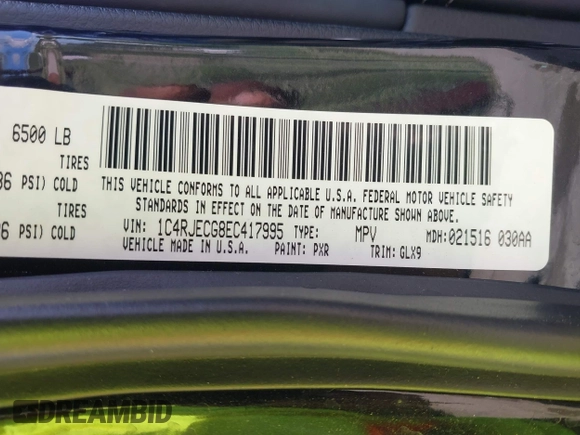 6500 LB
TIRES
36 PSI) COLD
TIRES
6 PSI) COLD
THIS VEHICLE CONFORMS TO ALL APPLICABLE U.S.A. FEDERAL MOTOR VEHICLE SAFETY
STANDARDS IN EFFECT ON THE DATE OF MANUFACTURE SHOWN ABOVE.
VIN: 1C4RJECG8EC417995 TYPE: MPV MDH: 021516 030AA
VEHICLE MADE IN U.S.A. PAINT: PXR TRIM: GLX9
DREAMBID